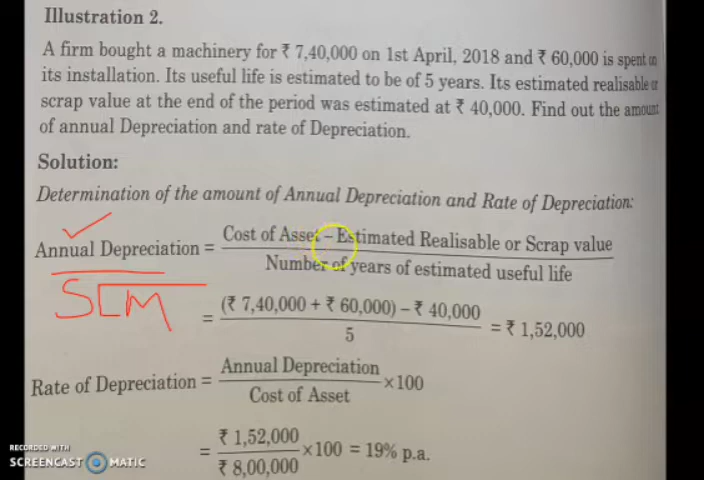 Illustration 2.
A firm bought a machinery for ₹ 7,40,000 on 1st April, 2018 and ₹ 60,000 is spent on
its installation. Its useful life is estimated to be of 5 years. Its estimated realisable or
scrap value at the end of the period was estimated at ₹ 40,000. Find out the amount
of annual Depreciation and rate of Depreciation.
Solution:
Determination of the amount of Annual Depreciation and Rate of Depreciation:
Annual Depreciation = Cost of Asset – Estimated Realisable or Scrap value
Number of years of estimated useful life
SLM
= (₹ 7,40,000 + ₹ 60,000) – ₹ 40,000 = ₹ 1,52,000
5
Rate of Depreciation = Annual Depreciation ×100
Cost of Asset
= ₹ 1,52,000 ×100 = 19% p.a.
₹ 8,00,000
RECORDED WITH
SCREENCAST MATIC